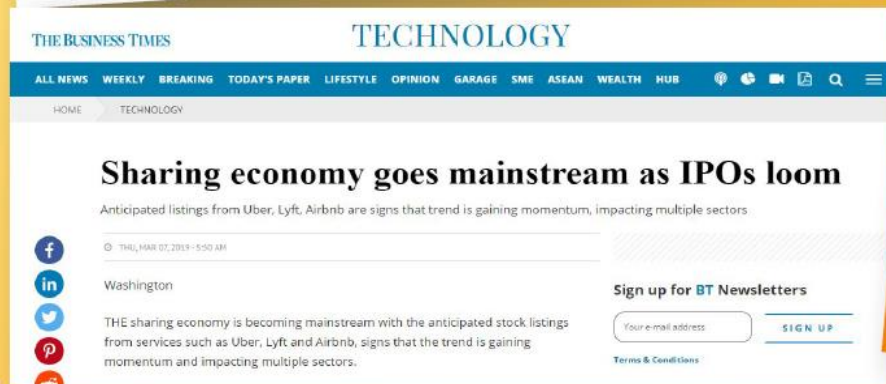 THE BUSINESS TIMES
TECHNOLOGY
ALL NEWS WEEKLY BREAKING TODAY'S PAPER LIFESTYLE OPINION GARAGE SME ASEAN WEALTH HUB
HOME TECHNOLOGY
Sharing economy goes mainstream as IPOs loom
Anticipated listings from Uber, Lyft, Airbnb are signs that trend is gaining momentum, impacting multiple sectors
THU, MAR 07, 2019 - 5:50 AM
Washington
THE sharing economy is becoming mainstream with the anticipated stock listings
from services such as Uber, Lyft and Airbnb, signs that the trend is gaining
momentum and impacting multiple sectors.
Sign up for BT Newsletters
Your e-mail address
SIGN UP
Terms & Conditions